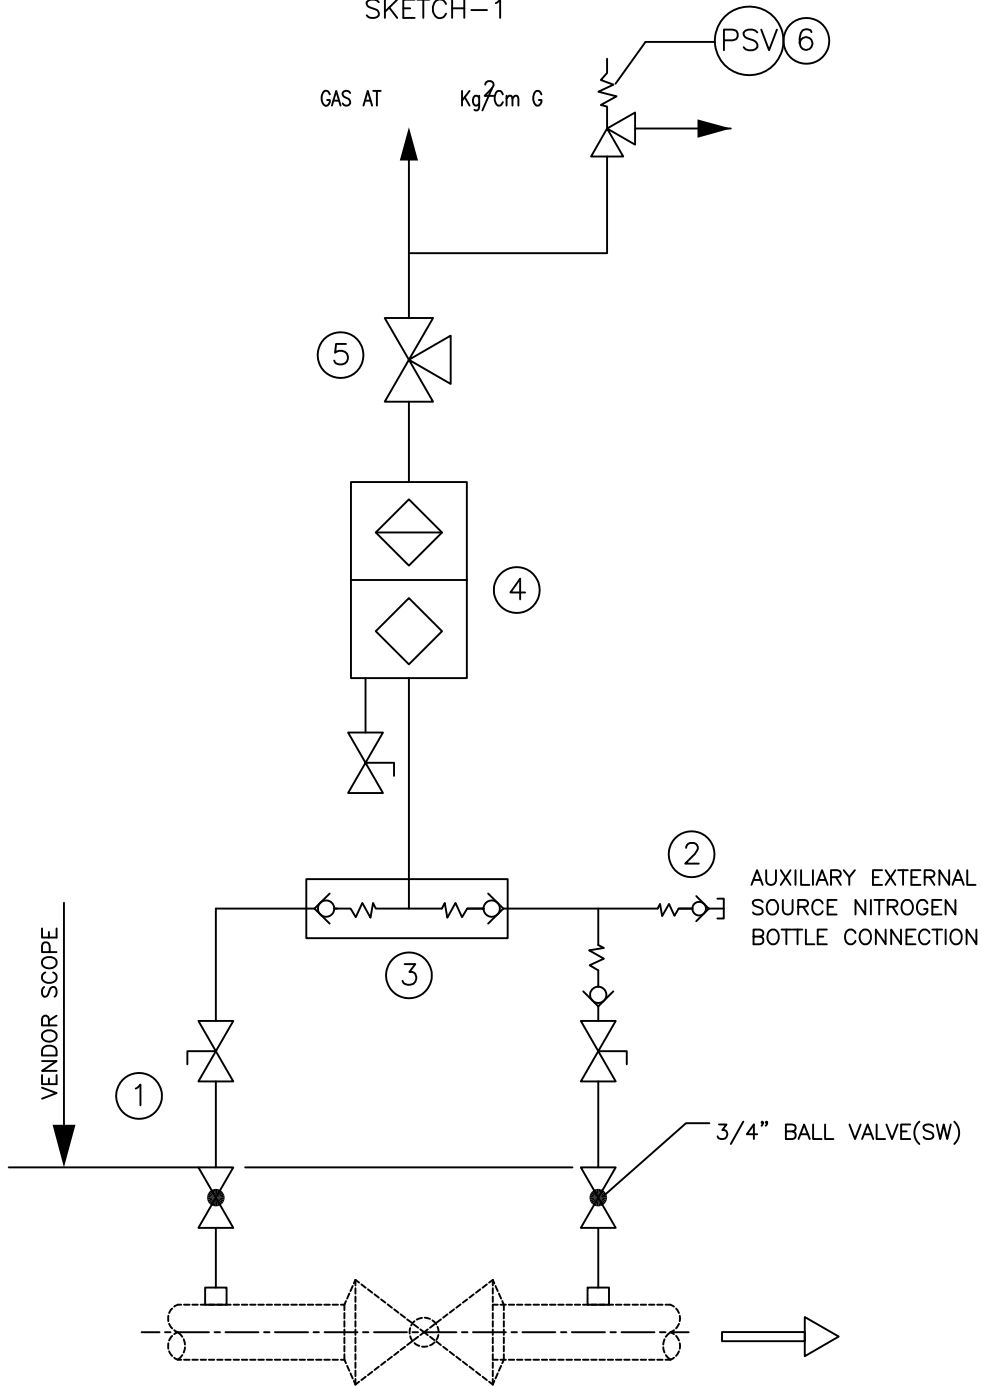 SKETCH-1
PSV 6
GAS AT Kg/Cm² G
5
4
2
AUXILIARY EXTERNAL
SOURCE NITROGEN
BOTTLE CONNECTION
3
VENDOR SCOPE
1
3/4" BALL VALVE(SW)